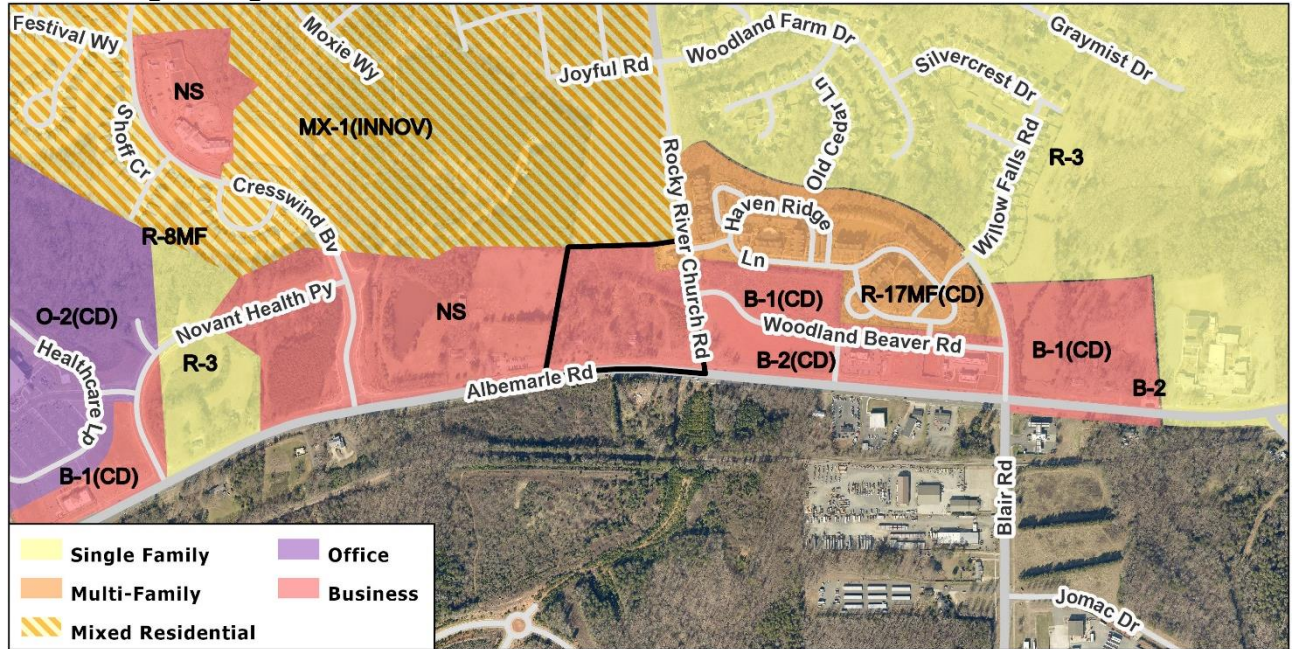 Festival Wy
Moxie Wy
Joyful Rd
Woodland Farm Dr
Graymist Dr
Silvercrest Dr
NS
MX-1(INNOV)
Old Cedar Ln
R-3
Shoff Cr
Cresswind Bv
Rocky River Church Rd
Haven Ridge
Ln
Willow Falls Rd
R-8MF
O-2(CD)
Novant Health Py
NS
B-1(CD)
R-17MF(CD)
Woodland Beaver Rd
Healthcare Lp
R-3
B-1(CD)
B-2(CD)
B-2
Albemarle Rd
B-1(CD)
Blair Rd
Jomac Dr
Single Family
Office
Multi-Family
Business
Mixed Residential